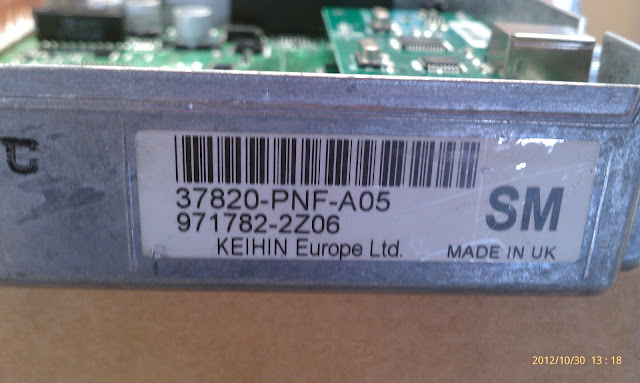 37820-PNF-A05
971782-2Z06
KEIHIN Europe Ltd.
SM
MADE IN UK
2012/10/30 13:18